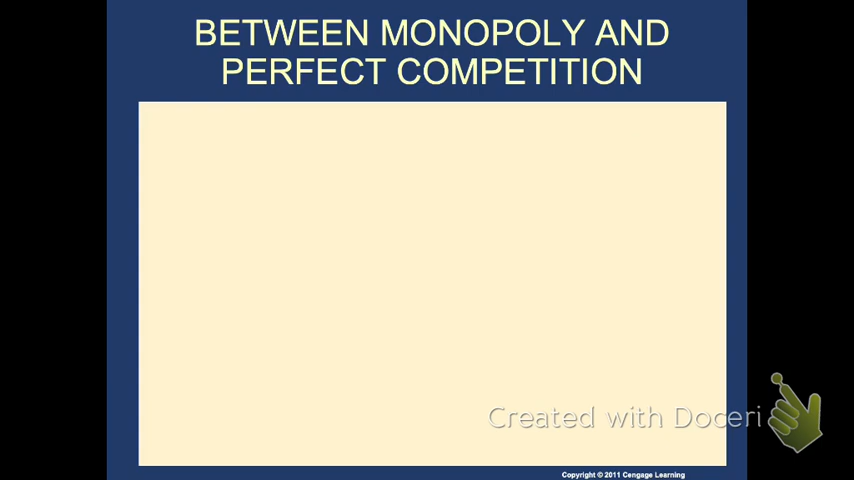 BETWEEN MONOPOLY AND
PERFECT COMPETITION
Created with Doceri
Copyright © 2011 Cengage Learning